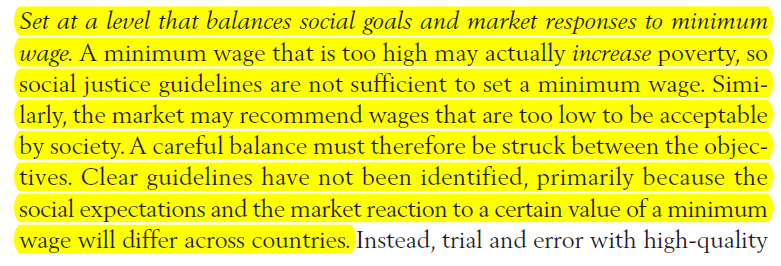 Set at a level that balances social goals and market responses to minimum
wage. A minimum wage that is too high may actually increase poverty, so
social justice guidelines are not sufficient to set a minimum wage. Simi-
larly, the market may recommend wages that are too low to be acceptable
by society. A careful balance must therefore be struck between the objec-
tives. Clear guidelines have not been identified, primarily because the
social expectations and the market reaction to a certain value of a minimum
wage will differ across countries. Instead, trial and error with high-quality